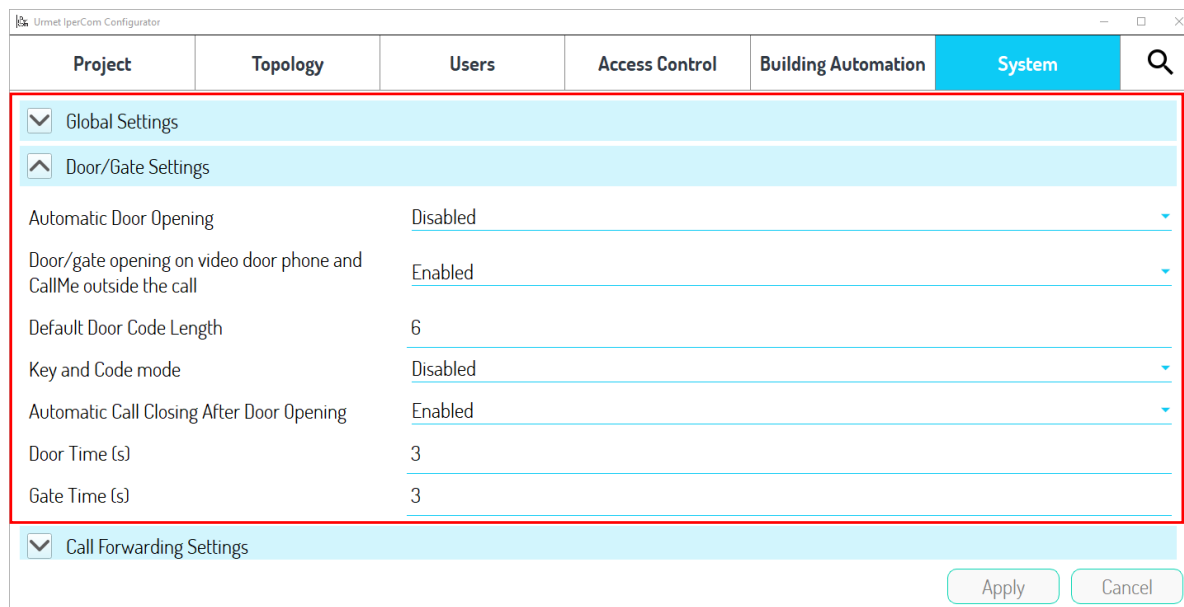 Urmet IperCom Configurator
Project Topology Users Access Control Building Automation System
Global Settings
Door/Gate Settings
Automatic Door Opening Disabled
Door/gate opening on video door phone and
CallMe outside the call Enabled
Default Door Code Length 6
Key and Code mode Disabled
Automatic Call Closing After Door Opening Enabled
Door Time (s) 3
Gate Time (s) 3
Call Forwarding Settings
Apply Cancel